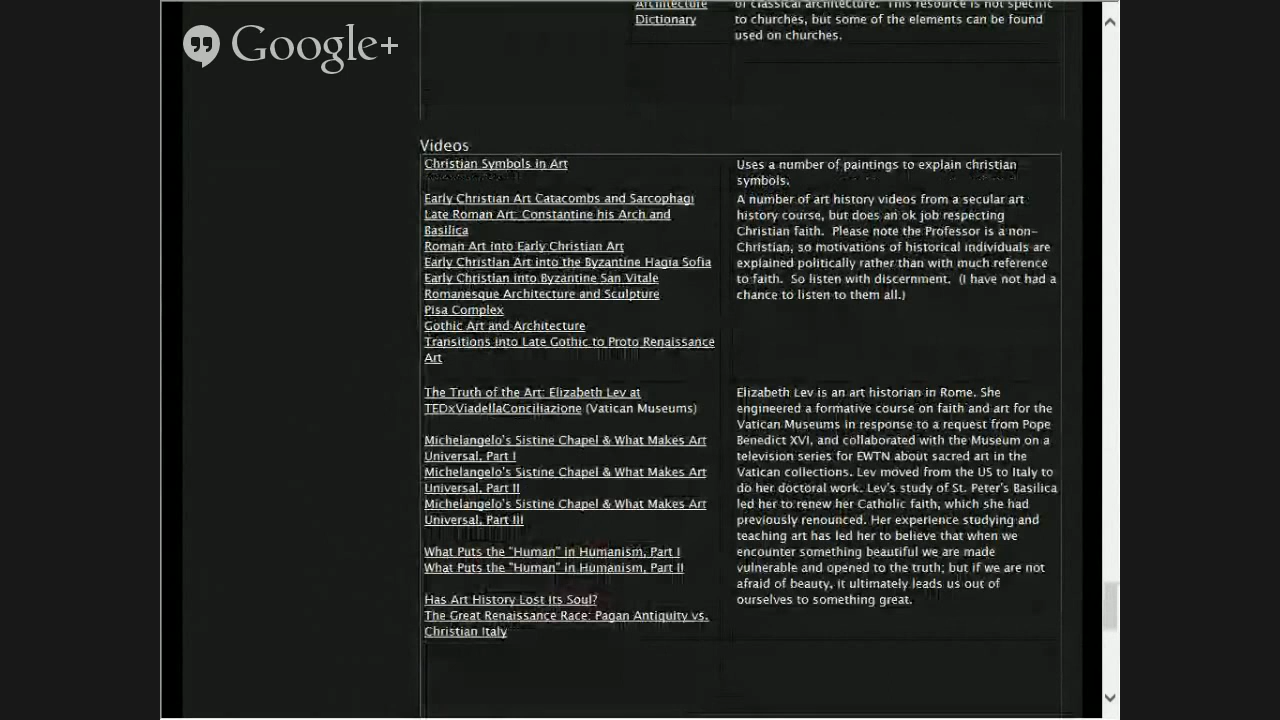 Google+
Architecture
Dictionary
of classical architecture. This resource is not specific
to churches, but some of the elements can be found
used on churches.
Videos
Christian Symbols in Art
Uses a number of paintings to explain christian
symbols.
Early Christian Art Catacombs and Sarcophagi
Late Roman Art: Constantine his Arch and
Basilica
Roman Art into Early Christian Art
Early Christian Art into the Byzantine Hagia Sofia
Early Christian into Byzantine San Vitale
Romanesque Architecture and Sculpture
Pisa Complex
Gothic Art and Architecture
Transitions into Late Gothic to Proto Renaissance
Art
A number of art history videos from a secular art
history course, but does an ok job respecting
Christian faith. Please note the Professor is a non-
Christian, so motivations of historical individuals are
explained politically rather than with much reference
to faith. So listen with discernment. (I have not had a
chance to listen to them all.)
The Truth of the Art: Elizabeth Lev at
TEDxViadellaConciliazione (Vatican Museums)
Michelangelo's Sistine Chapel & What Makes Art
Universal, Part I
Michelangelo's Sistine Chapel & What Makes Art
Universal, Part II
Michelangelo's Sistine Chapel & What Makes Art
Universal, Part III
What Puts the "Human" in Humanism, Part I
What Puts the "Human" in Humanism, Part II
Has Art History Lost Its Soul?
The Great Renaissance Race: Pagan Antiquity vs.
Christian Italy
Elizabeth Lev is an art historian in Rome. She
engineered a formative course on faith and art for the
Vatican Museums in response to a request from Pope
Benedict XVI, and collaborated with the Museum on a
television series for EWTN about sacred art in the
Vatican collections. Lev moved from the US to Italy to
do her doctoral work. Lev's study of St. Peter's Basilica
led her to renew her Catholic faith, which she had
previously renounced. Her experience studying and
teaching art has led her to believe that when we
encounter something beautiful we are made
vulnerable and opened to the truth; but if we are not
afraid of beauty, it ultimately leads us out of
ourselves to something great.